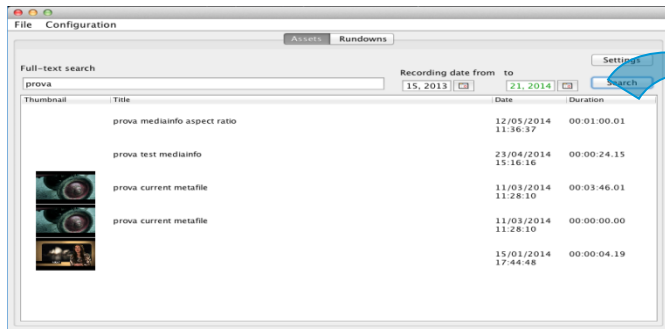 File Configuration
Assets Rundowns
Settings
Full-text search
Recording date from to
prova
15, 2013
21, 2014
Search
Thumbnail Title Date Duration
prova mediainfo aspect ratio 12/05/2014 00:01:00.01
11:36:37
prova test mediainfo 23/04/2014 00:00:24.15
15:16:16
prova current metafile 11/03/2014 00:03:46.01
11:28:10
prova current metafile 11/03/2014 00:00:00.00
11:28:10
15/01/2014 00:00:04.19
17:44:48